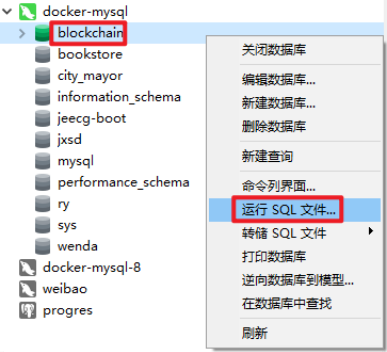 docker-mysql
blockchain
bookstore
city_mayor
information_schema
jeecg-boot
jxsd
mysql
performance_schema
ry
sys
wenda
docker-mysql-8
weibao
progres
关闭数据库
编辑数据库...
新建数据库...
删除数据库
新建查询
命令列界面...
运行 SQL 文件...
转储 SQL 文件
打印数据库
逆向数据库到模型...
在数据库中查找
刷新